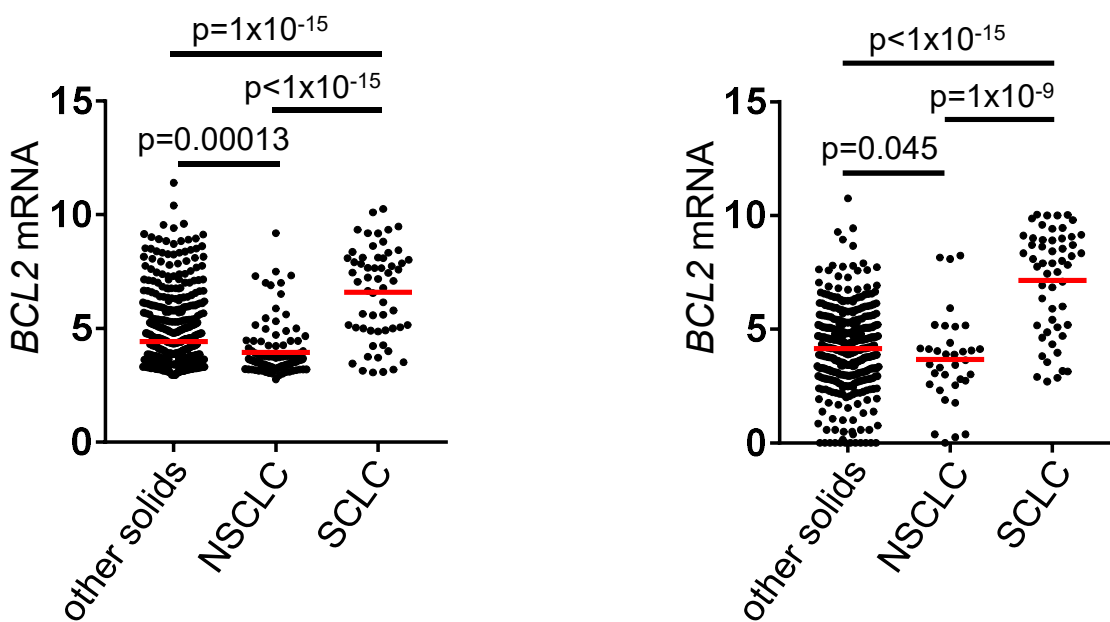 p=1x10-15
p<1x10-15
p=0.00013
15
10
5
0
BCL2 mRNA
other solids
NSCLC
SCLC
p<1x10-15
p=1x10-9
p=0.045
15
10
5
0
BCL2 mRNA
other solids
NSCLC
SCLC